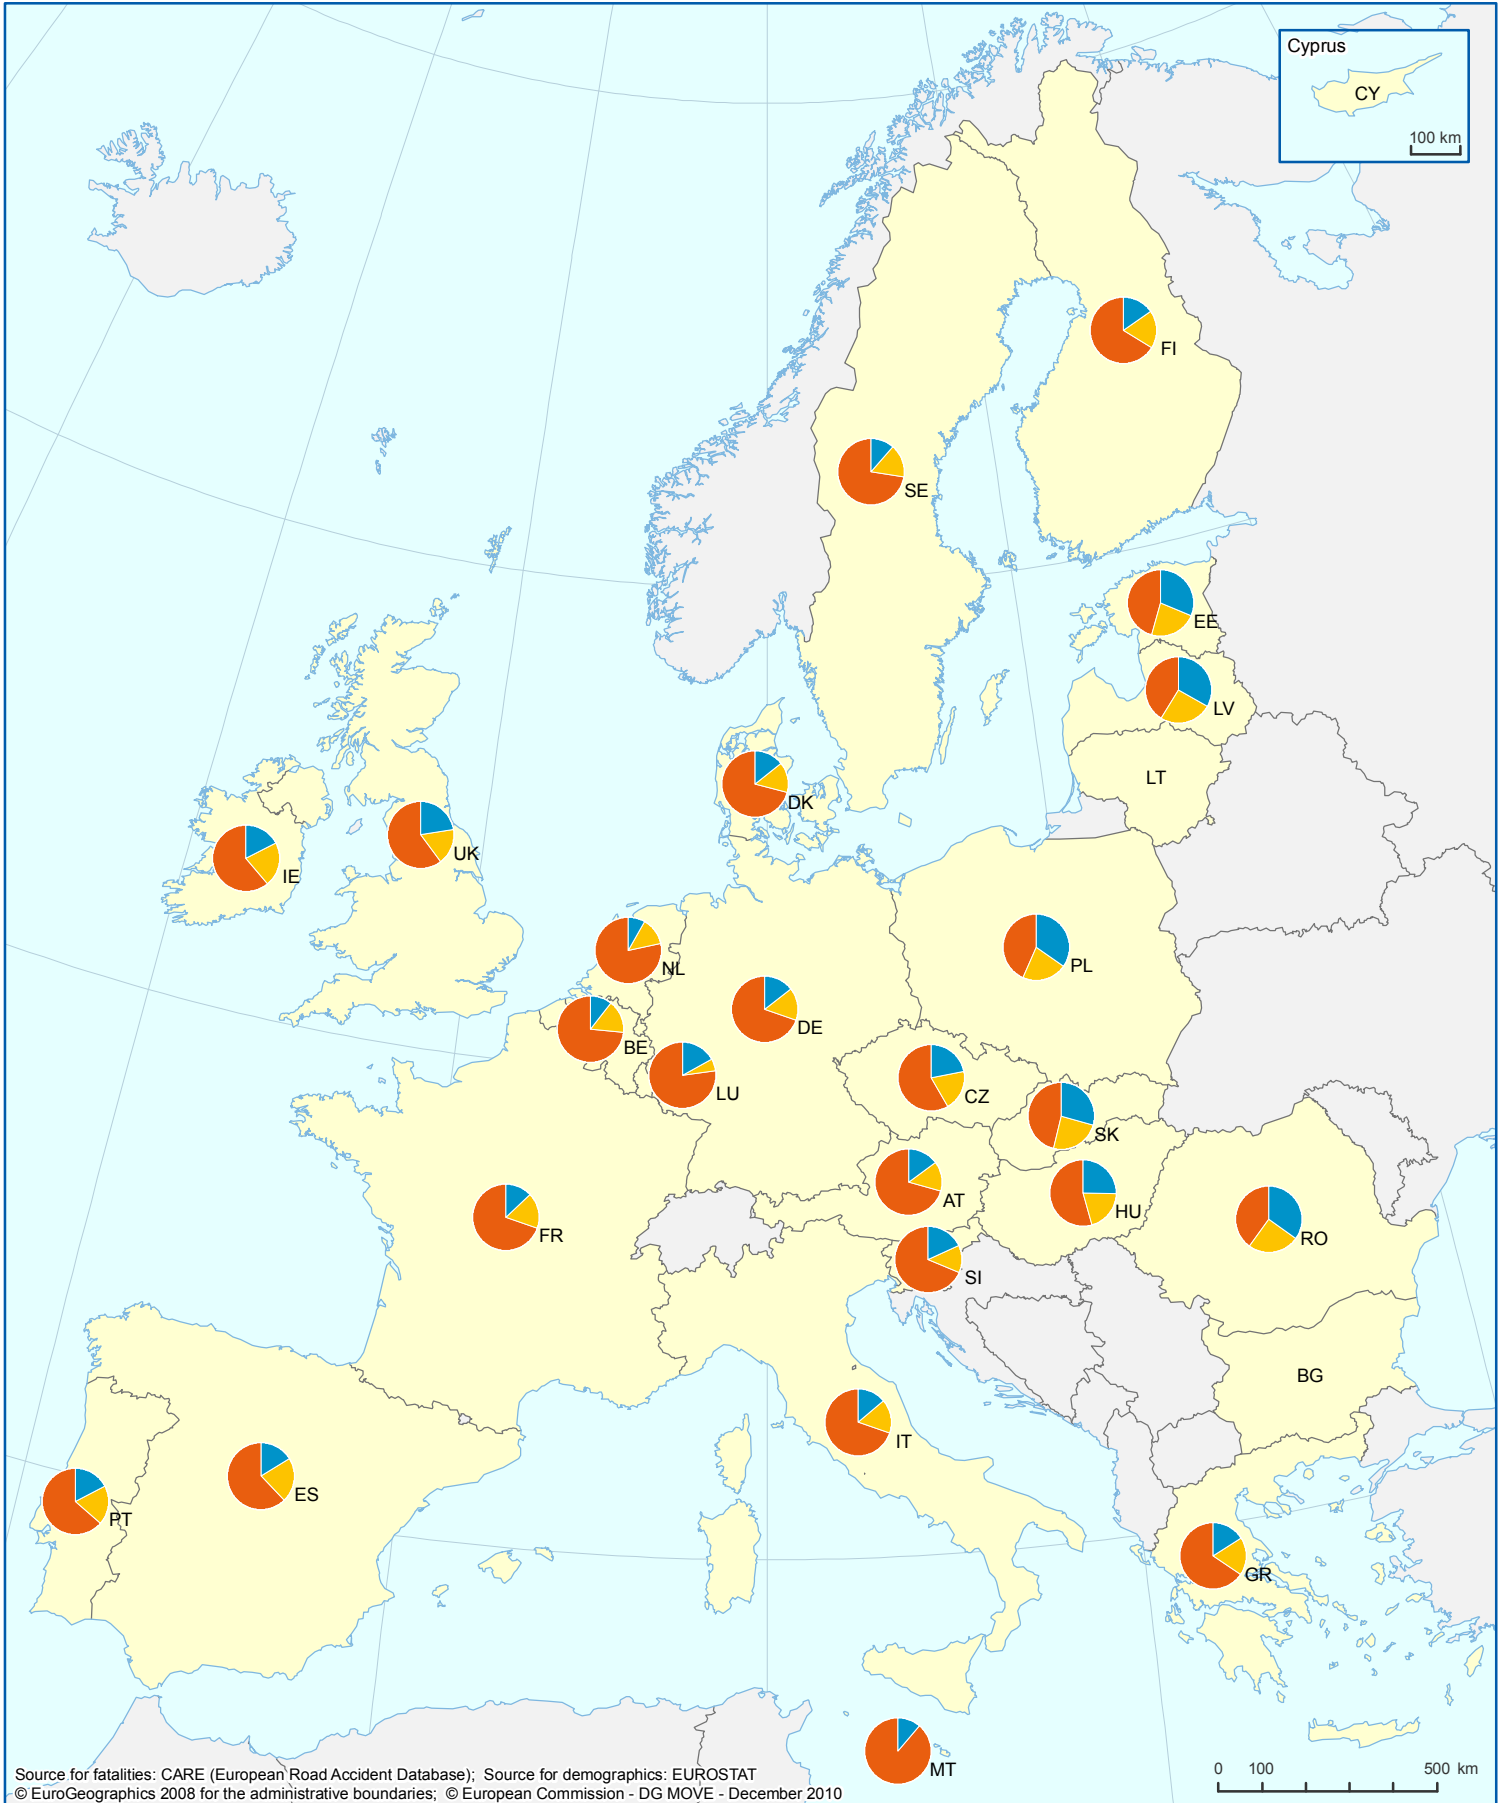 Cyprus
CY
100 km
FI
SE
EE
LV
LT
DK
UK
IE
NL
PL
DE
BE
LU
CZ
SK
AT
HU
FR
RO
SI
BG
IT
ES
PT
GR
MT
Source for fatalities: CARE (European Road Accident Database); Source for demographics: EUROSTAT
© EuroGeographics 2008 for the administrative boundaries; © European Commission - DG MOVE - December 2010
0 100 500 km